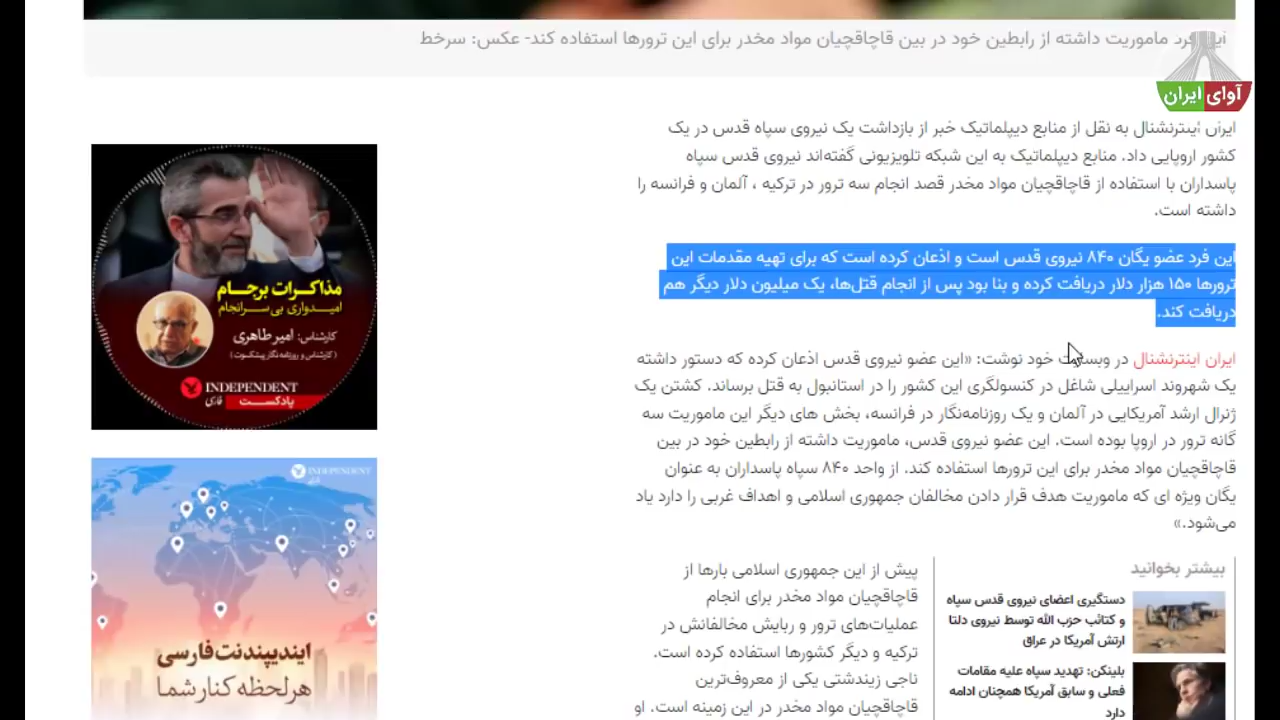 این فرد ماموریت داشته از رابطین خود در بین قاچاقچیان مواد مخدر برای این ترورها استفاده کند- عکس: سرخط
آوای ایران
ایران اینترنشنال به نقل از منابع دیپلماتیک خبر از بازداشت یک نیروی سپاه قدس در یک
کشور اروپایی داد. منابع دیپلماتیک به این شبکه تلویزیونی گفته‌اند نیروی قدس سپاه
پاسداران با استفاده از قاچاقچیان مواد مخدر قصد انجام سه ترور در ترکیه ، آلمان و فرانسه را
داشته است.
این فرد عضو یگان ۸۴۰ نیروی قدس است و اذعان کرده است که برای تهیه مقدمات این
ترورها ۱۵۰ هزار دلار دریافت کرده و بنا بود پس از انجام قتل‌ها، یک میلیون دلار دیگر هم
دریافت کند.
ایران اینترنشنال در وبسایت خود نوشت: «این عضو نیروی قدس اذعان کرده که دستور داشته
یک شهروند اسراییلی شاغل در کنسولگری این کشور را در استانبول به قتل برساند. کشتن یک
ژنرال ارشد آمریکایی در آلمان و یک روزنامه‌نگار در فرانسه، بخش های دیگر این ماموریت سه
گانه ترور در اروپا بوده است. این عضو نیروی قدس، ماموریت داشته از رابطین خود در بین
قاچاقچیان مواد مخدر برای این ترورها استفاده کند. از واحد ۸۴۰ سپاه پاسداران به عنوان
یگان ویژه ای که ماموریت هدف قرار دادن مخالفان جمهوری اسلامی و اهداف غربی را دارد یاد
می‌شود.»
بیشتر بخوانید
دستگیری اعضای نیروی قدس سپاه
و کتائب حزب الله توسط نیروی دلتا
ارتش آمریکا در عراق
بلینکن: تهدید سپاه علیه مقامات
فعلی و سابق آمریکا همچنان ادامه
دارد
پیش از این جمهوری اسلامی بارها از
قاچاقچیان مواد مخدر برای انجام
عملیات‌های ترور و ربایش مخالفانش در
ترکیه و دیگر کشورها استفاده کرده است.
ناجی زیندشتی یکی از معروف‌ترین
قاچاقچیان مواد مخدر در این زمینه است. او
مذاکرات برجام
امیدواری بی‌سرانجام
کارشناس: امیر طاهری
(کارشناس و روزنامه نگار پیشکسوت)
INDEPENDENT
فارسی
پادکست
INDEPENDENT
فارسی
ایندیپندنت فارسی
هر لحظه کنار شما